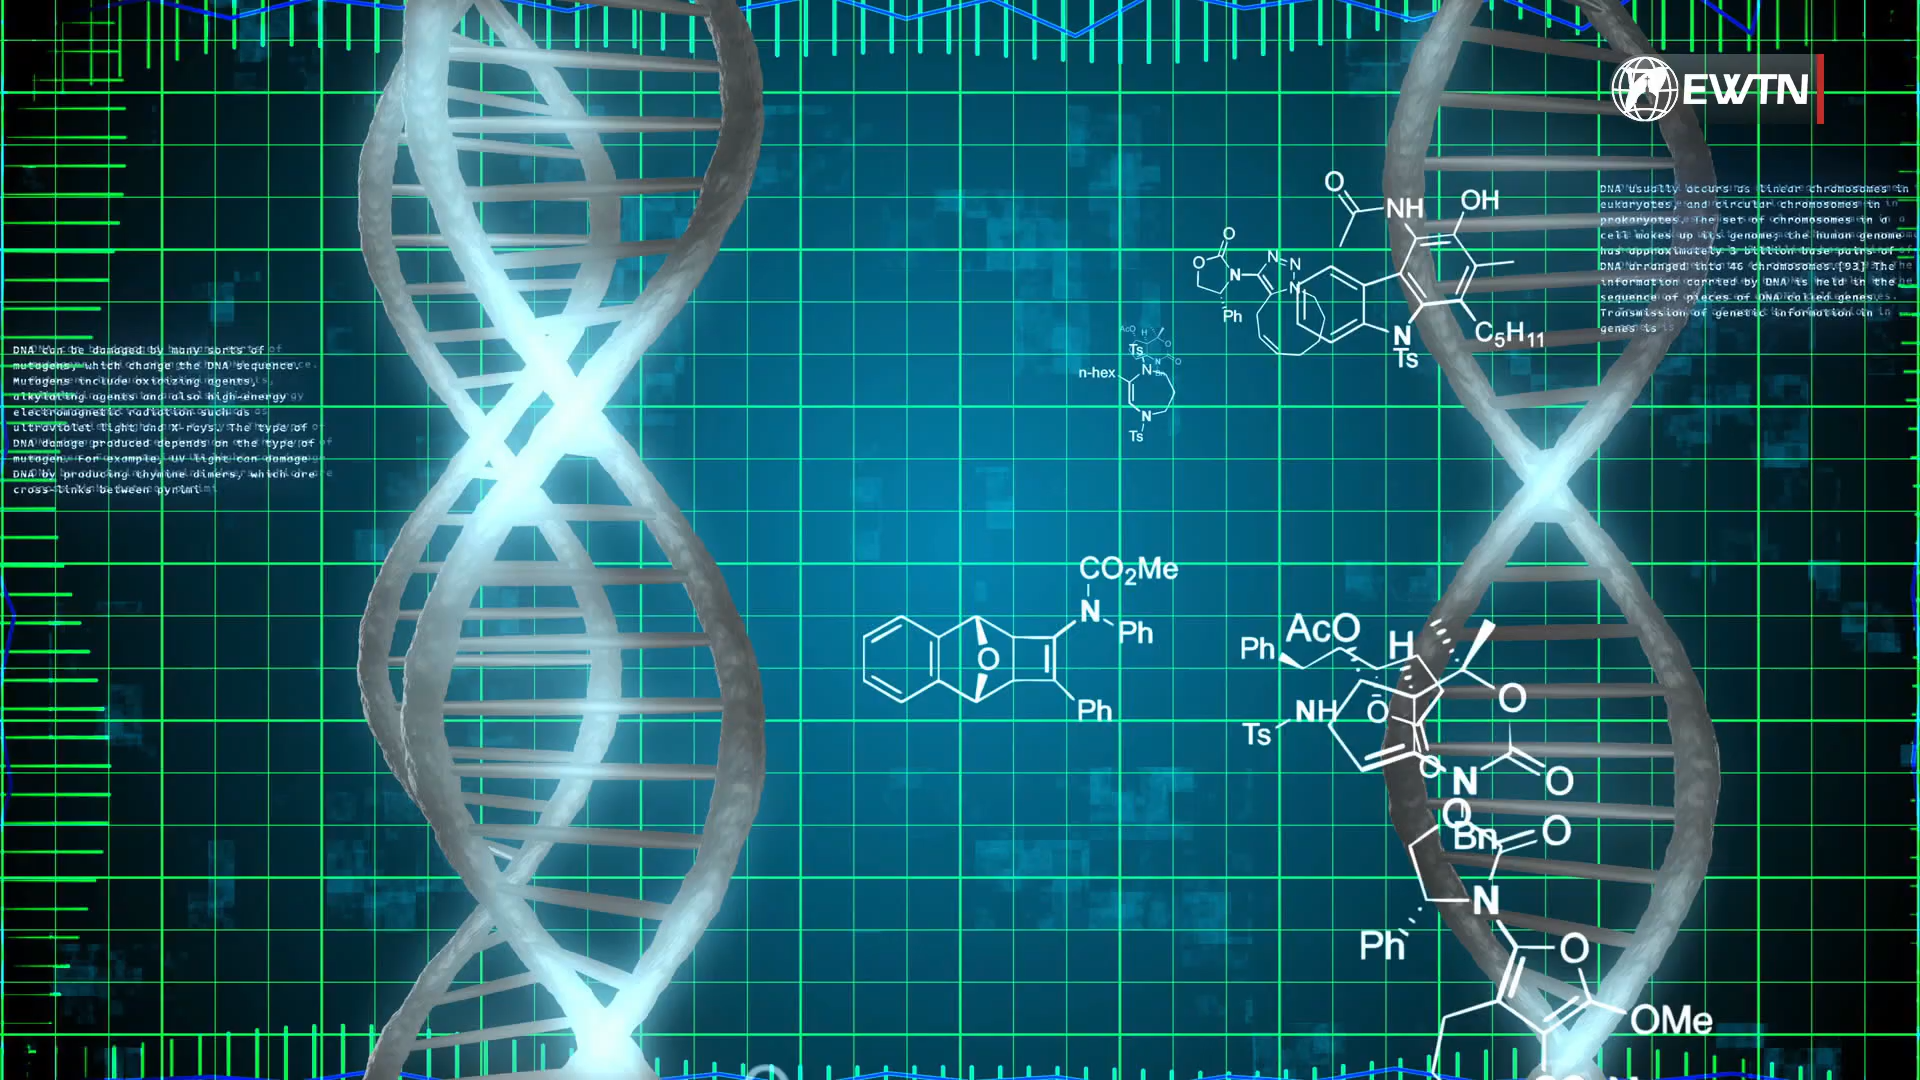 EWTN
DNA usually occurs as linear chromosomes in
eukaryotes, and circular chromosomes in
prokaryotes. The set of chromosomes in a
cell makes up its genome; the human genome
has approximately 3 billion base pairs of
DNA arranged into 46 chromosomes.[93] The
information carried by DNA is held in the
sequence of pieces of DNA called genes.
Transmission of genetic information in
genes is
DNA can be damaged by many sorts of
mutagens, which change the DNA sequence.
Mutagens include oxidizing agents,
alkylating agents and also high-energy
electromagnetic radiation such as
ultraviolet light and X-rays. The type of
DNA damage produced depends on the type of
mutagen. For example, UV light can damage
DNA by producing thymine dimers, which are
cross-links between pyrimi
O
NH
OH
C5H11
N
Ts
O
O
N
N
N
N
Ph
AcO
H
O
Ts
N
O
n-hex
N
Ts
CO2Me
N
Ph
O
Ph
AcO
H
Ph
O
NH
O
Ts
O
N
O
O
Bn
O
N
Ph
O
OMe